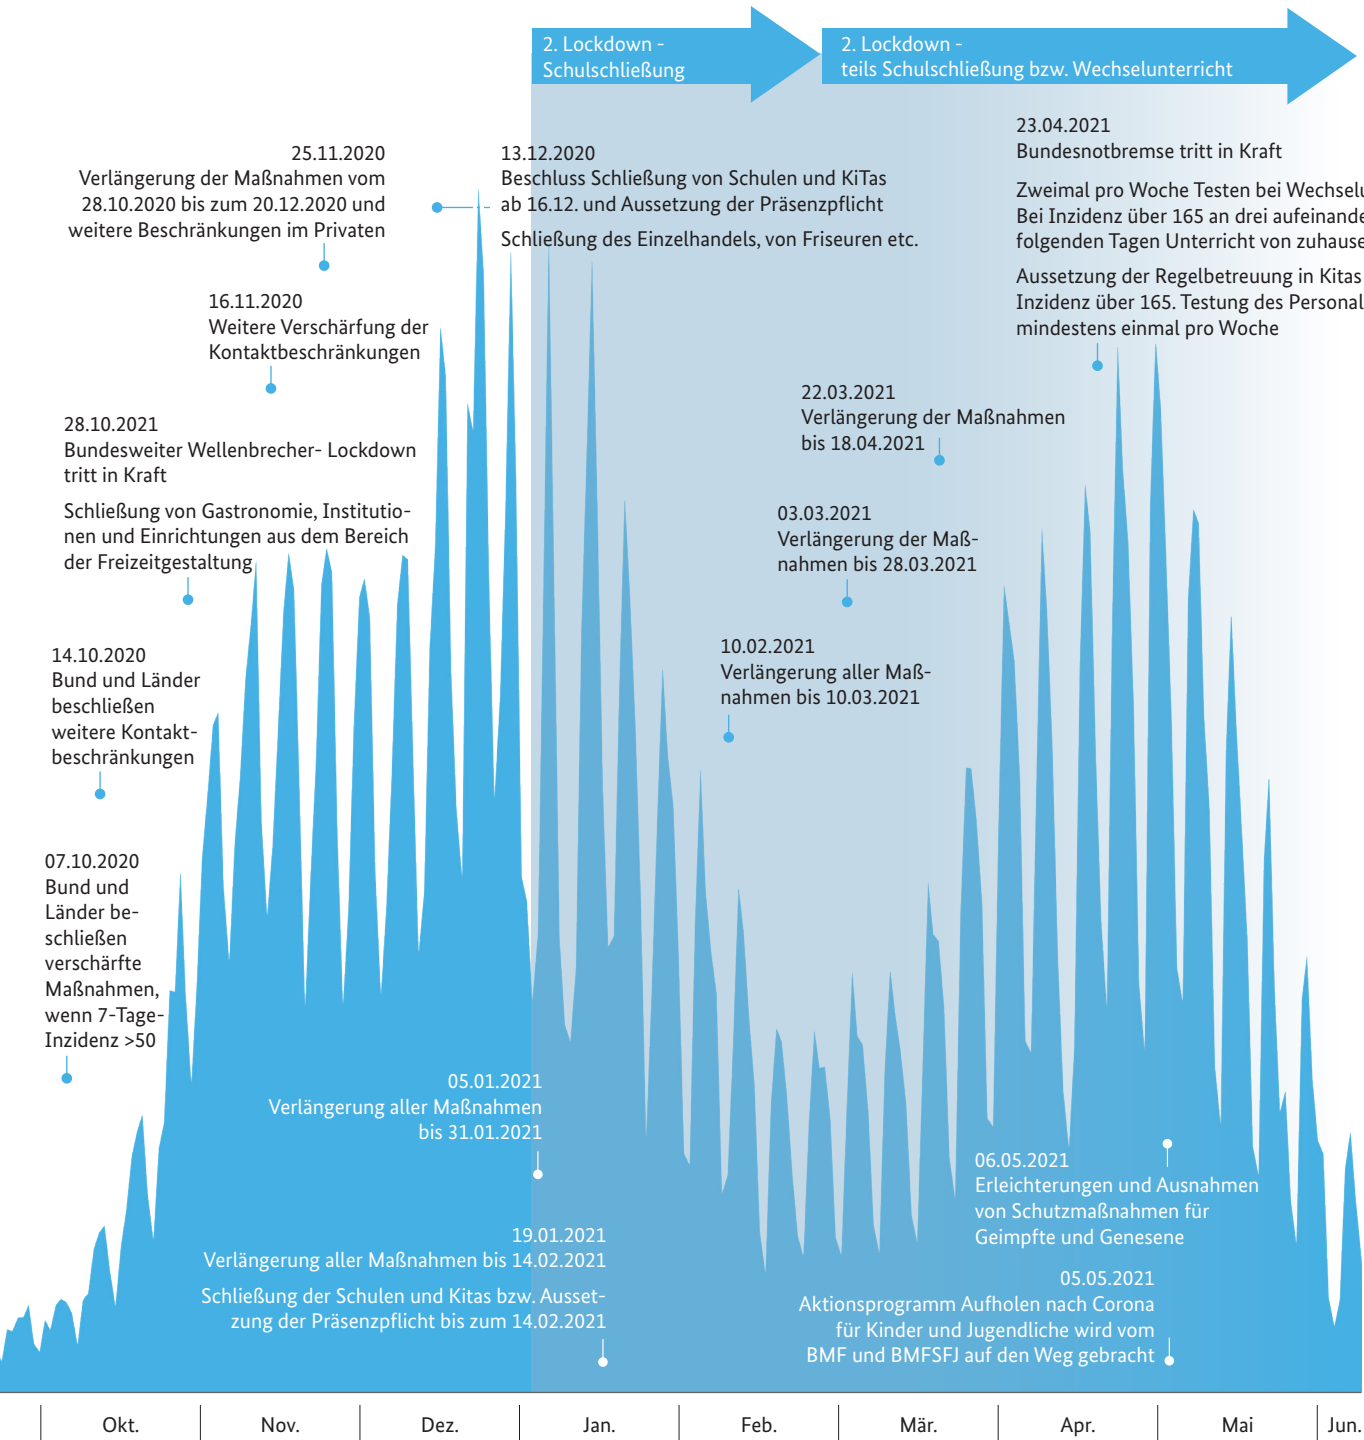 2. Lockdown -
Schulschließung
2. Lockdown -
teils Schulschließung bzw. Wechselunterricht
25.11.2020
Verlängerung der Maßnahmen vom
28.10.2020 bis zum 20.12.2020 und
weitere Beschränkungen im Privaten
13.12.2020
Beschluss Schließung von Schulen und KiTas
ab 16.12. und Aussetzung der Präsenzpflicht
Schließung des Einzelhandels, von Friseuren etc.
23.04.2021
Bundesnotbremse tritt in Kraft
Zweimal pro Woche Testen bei Wechselu
Bei Inzidenz über 165 an drei aufeinande
folgenden Tagen Unterricht von zuhause
Aussetzung der Regelbetreuung in Kitas
Inzidenz über 165. Testung des Personal
mindestens einmal pro Woche
16.11.2020
Weitere Verschärfung der
Kontaktbeschränkungen
22.03.2021
Verlängerung der Maßnahmen
bis 18.04.2021
28.10.2021
Bundesweiter Wellenbrecher- Lockdown
tritt in Kraft
Schließung von Gastronomie, Institutio-
nen und Einrichtungen aus dem Bereich
der Freizeitgestaltung
03.03.2021
Verlängerung der Maß-
nahmen bis 28.03.2021
14.10.2020
Bund und Länder
beschließen
weitere Kontakt-
beschränkungen
10.02.2021
Verlängerung aller Maß-
nahmen bis 10.03.2021
07.10.2020
Bund und
Länder be-
schließen
verschärfte
Maßnahmen,
wenn 7-Tage-
Inzidenz >50
05.01.2021
Verlängerung aller Maßnahmen
bis 31.01.2021
06.05.2021
Erleichterungen und Ausnahmen
von Schutzmaßnahmen für
Geimpfte und Genesene
19.01.2021
Verlängerung aller Maßnahmen bis 14.02.2021
Schließung der Schulen und Kitas bzw. Ausset-
zung der Präsenzpflicht bis zum 14.02.2021
05.05.2021
Aktionsprogramm Aufholen nach Corona
für Kinder und Jugendliche wird vom
BMF und BMFSFJ auf den Weg gebracht
Okt. Nov. Dez. Jan. Feb. Mär. Apr. Mai Jun.